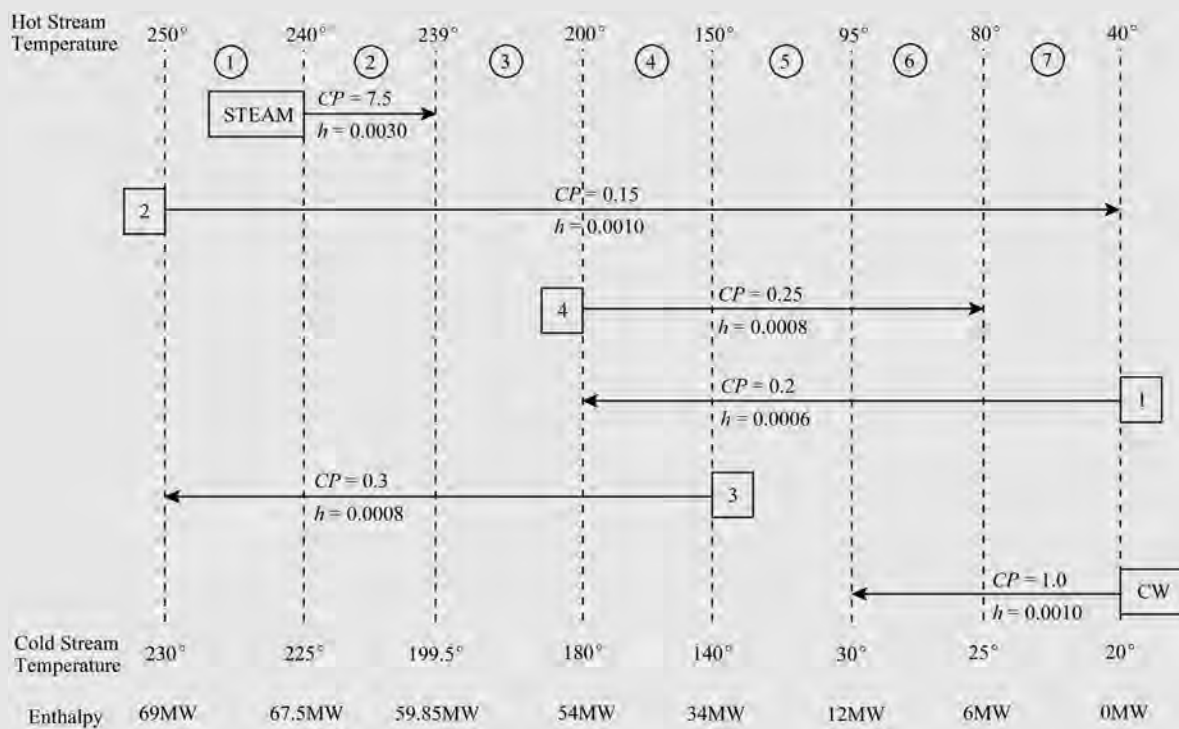 Hot Stream
Temperature
250° 240° 239° 200° 150° 95° 80° 40°
1 2 3 4 5 6 7
STEAM
CP = 7.5
h = 0.0030
2
CP = 0.15
h = 0.0010
4
CP = 0.25
h = 0.0008
CP = 0.2
h = 0.0006
1
CP = 0.3
h = 0.0008
3
CP = 1.0
h = 0.0010
CW
Cold Stream
Temperature
230° 225° 199.5° 180° 140° 30° 25° 20°
Enthalpy 69MW 67.5MW 59.85MW 54MW 34MW 12MW 6MW 0MW